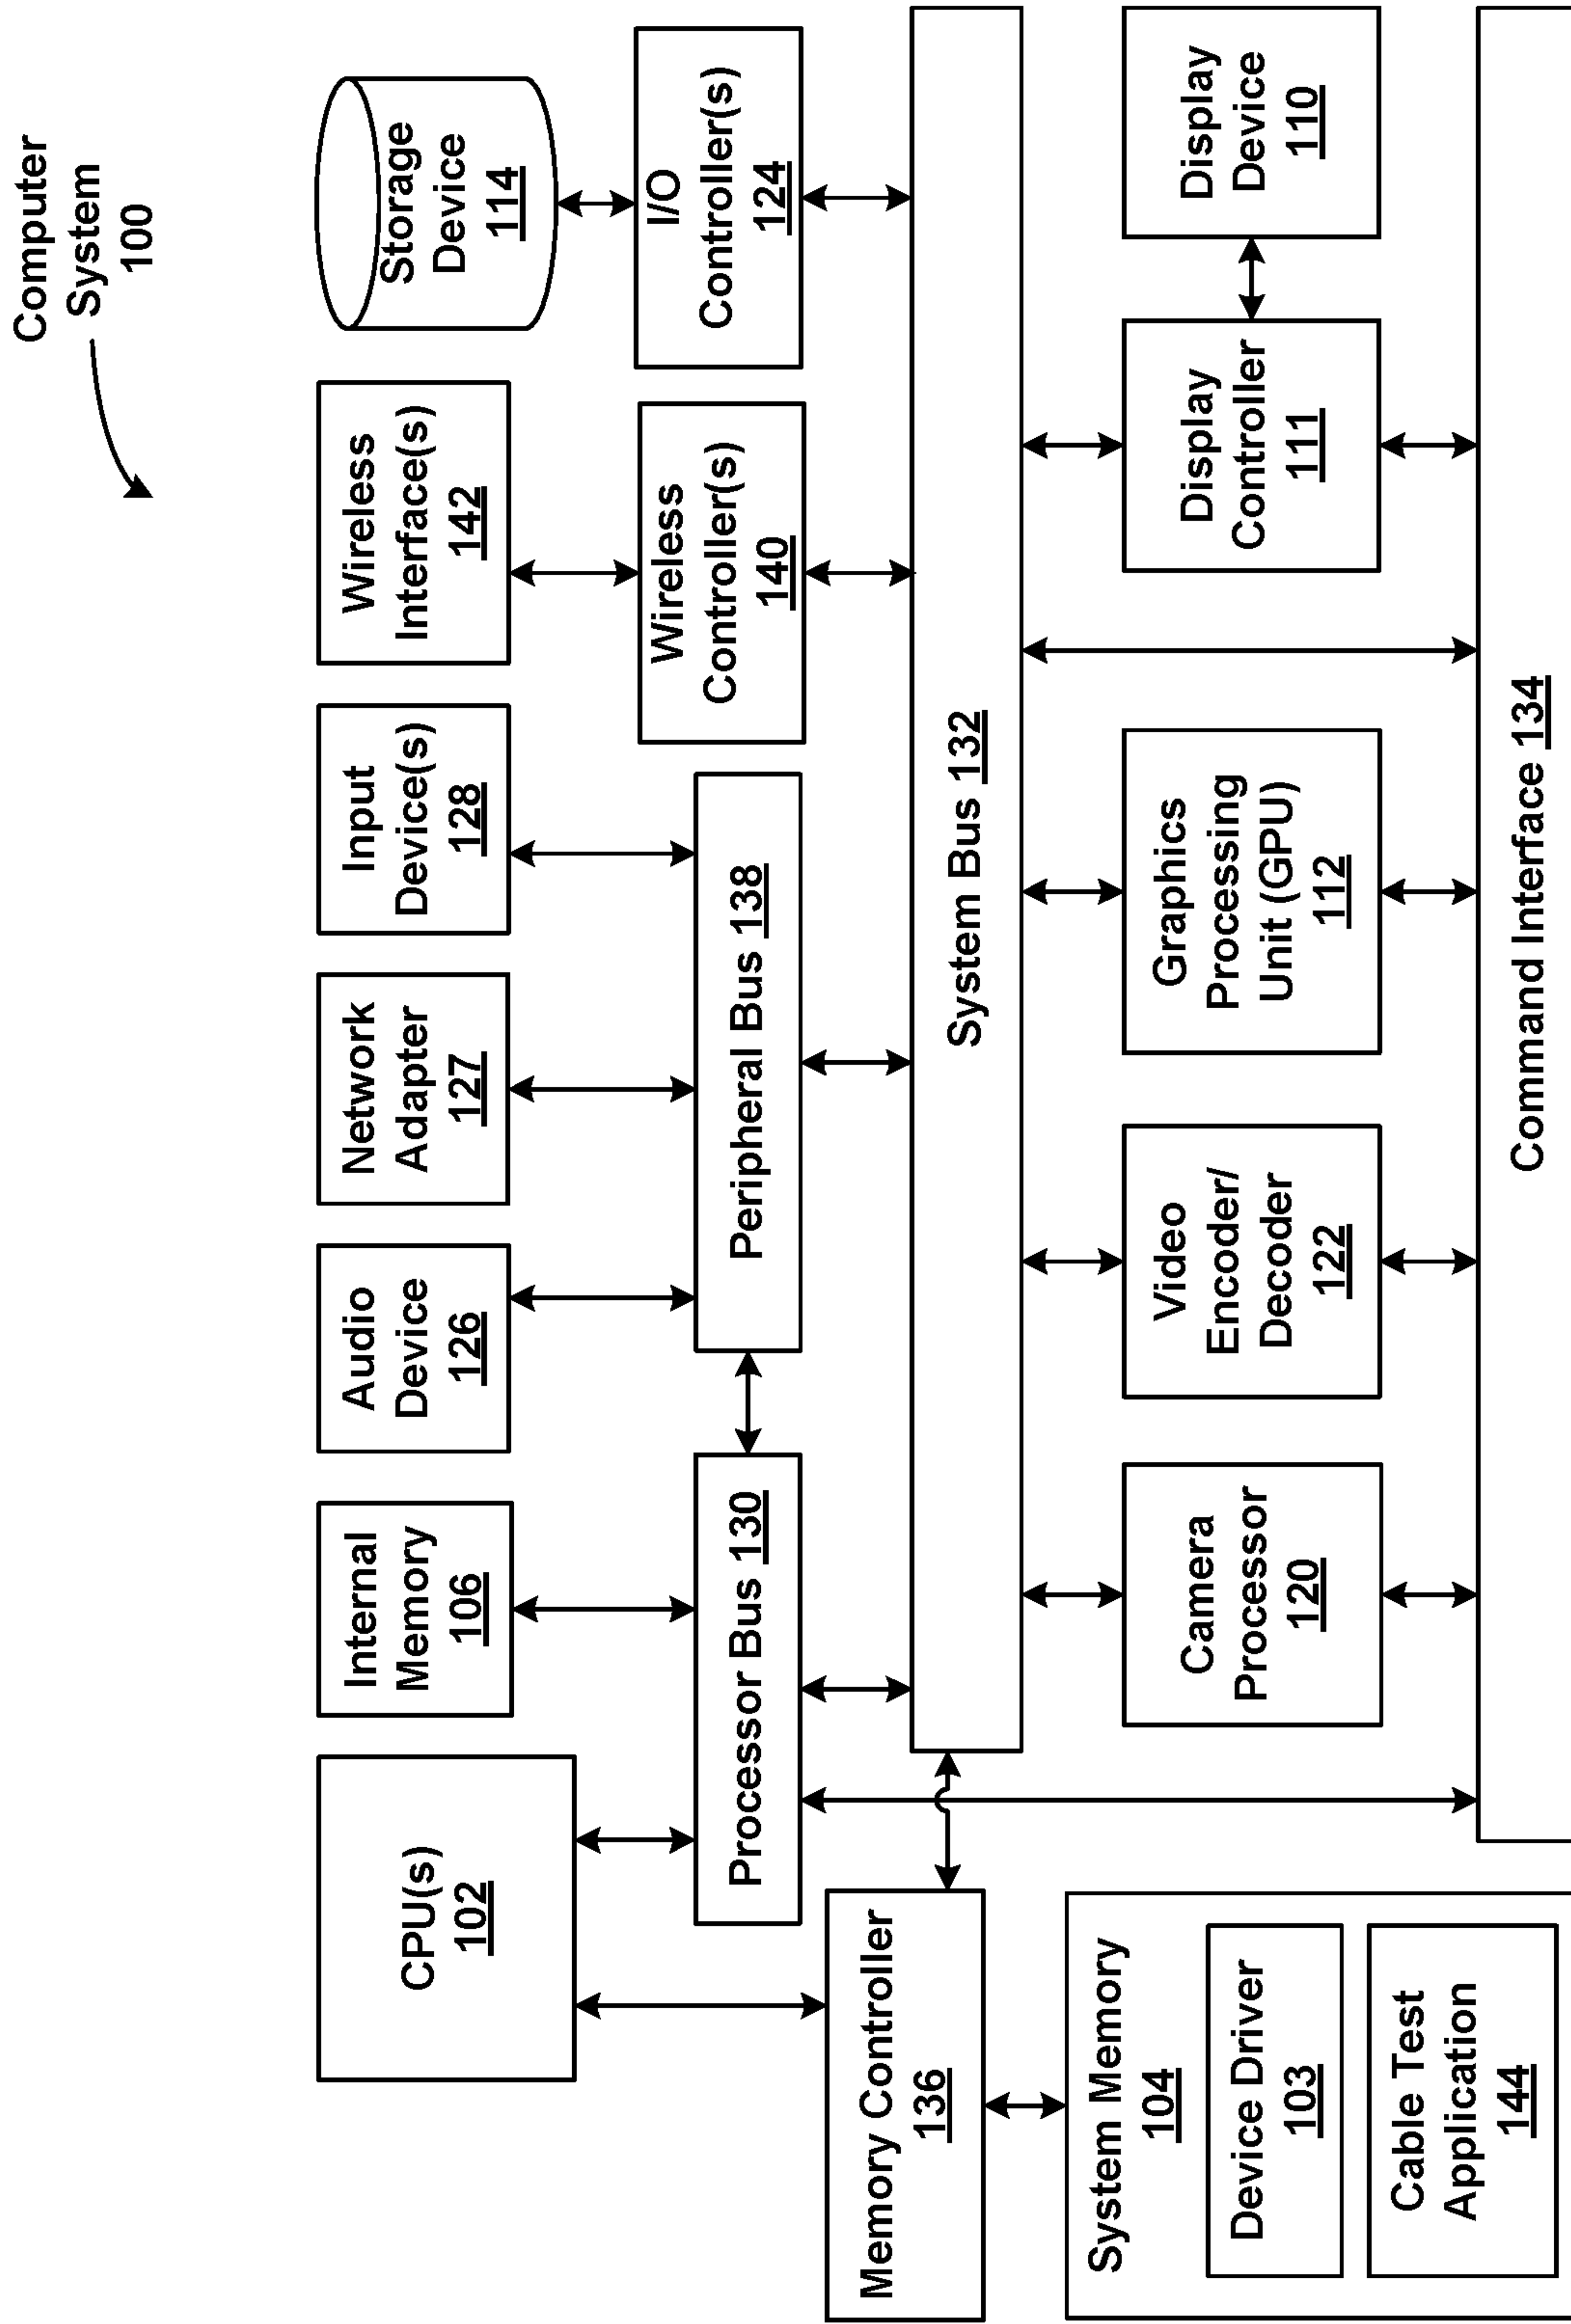 Computer
System
100
CPU(s)
102
Internal
Memory
106
Audio
Device
126
Network
Adapter
127
Input
Device(s)
128
Wireless
Interface(s)
142
Storage
Device
114
Processor Bus 130
Peripheral Bus 138
Wireless
Controller(s)
140
I/O
Controller(s)
124
Memory Controller
136
System Bus 132
System Memory
104
Device Driver
103
Cable Test
Application
144
Camera
Processor
120
Video
Encoder/
Decoder
122
Graphics
Processing
Unit (GPU)
112
Display
Controller
111
Display
Device
110
Command Interface 134